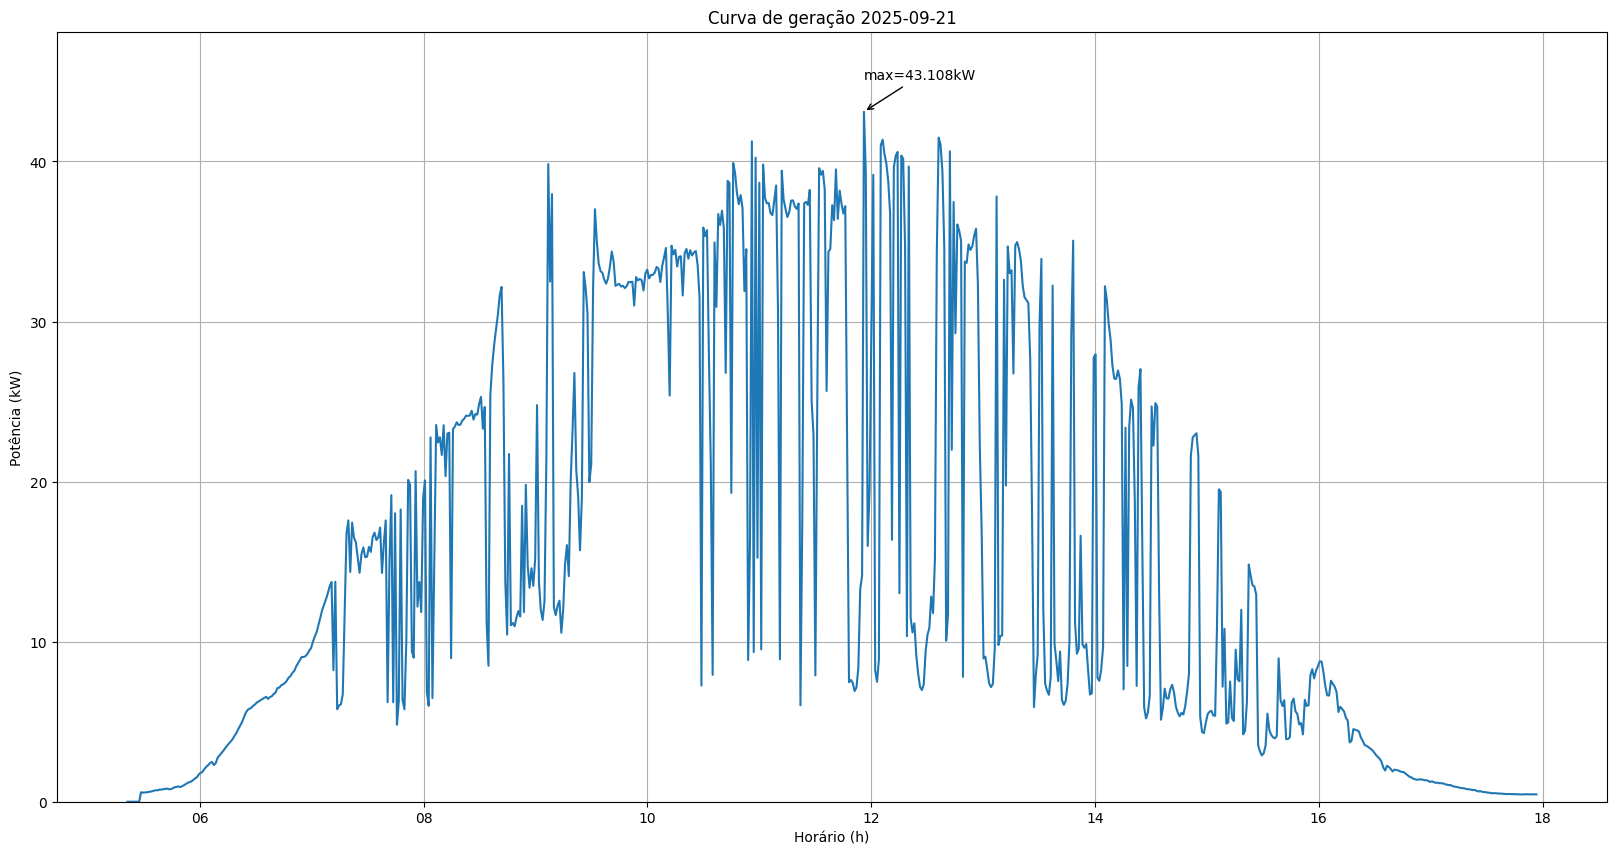 Curva de geração 2025-09-21
max=43.108kW
Potência (kW)
40
30
20
10
0
06 08 10 12 14 16 18
Horário (h)